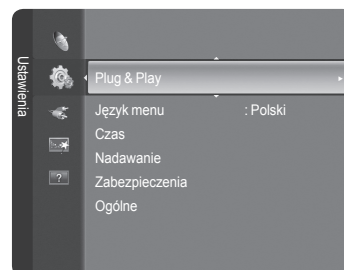 Ustawienia
Plug & Play
Język menu : Polski
Czas
Nadawanie
Zabezpieczenia
Ogólne
?